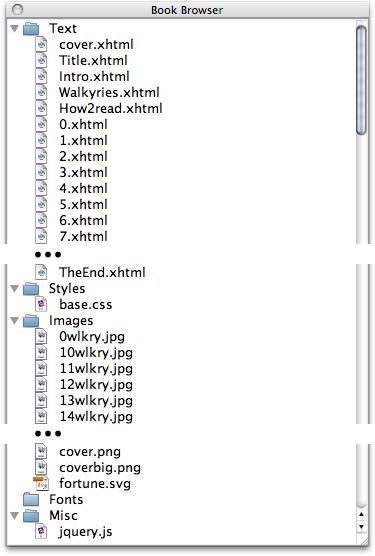 Book Browser
Text
cover.xhtml
Title.xhtml
Intro.xhtml
Walkyries.xhtml
How2read.xhtml
0.xhtml
1.xhtml
2.xhtml
3.xhtml
4.xhtml
5.xhtml
6.xhtml
7.xhtml
•••
TheEnd.xhtml
Styles
base.css
Images
0wlkry.jpg
10wlkry.jpg
11wlkry.jpg
12wlkry.jpg
13wlkry.jpg
14wlkry.jpg
•••
cover.png
coverbig.png
fortune.svg
Fonts
Misc
jquery.js